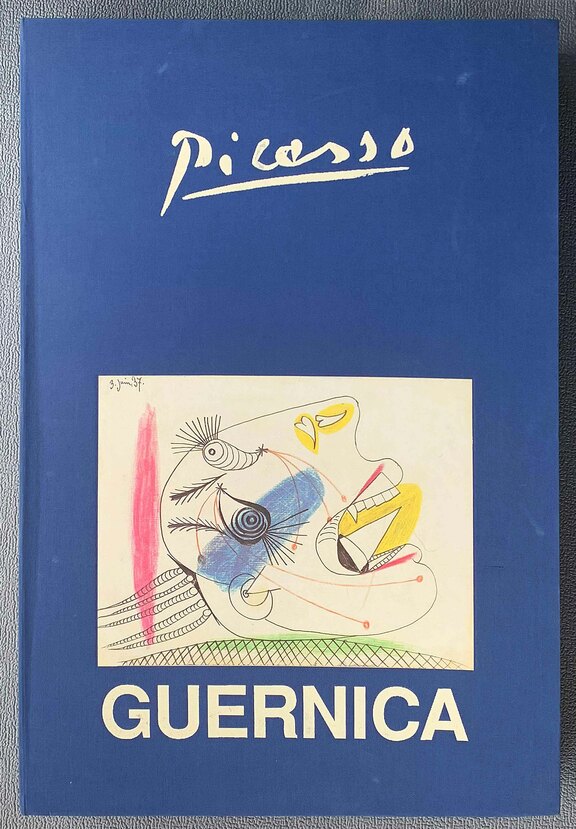 Picasso
3. Juin. 37.
GUERNICA